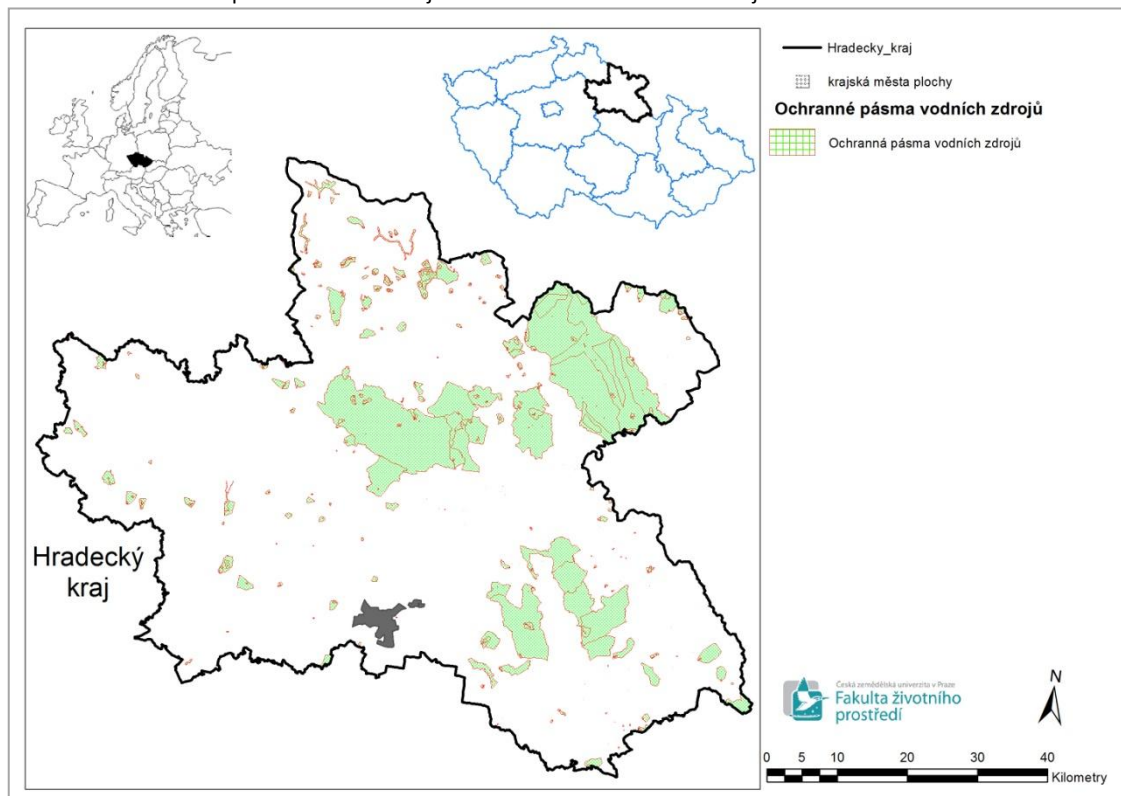 Hradecky_kraj
krajská města plochy
Ochranné pásma vodních zdrojů
Ochranná pásma vodních zdrojů
Hradecký
kraj
Česká zemědělská univerzita v Praze
Fakulta životního
prostředí
N
0 5 10 20 30 40
Kilometry